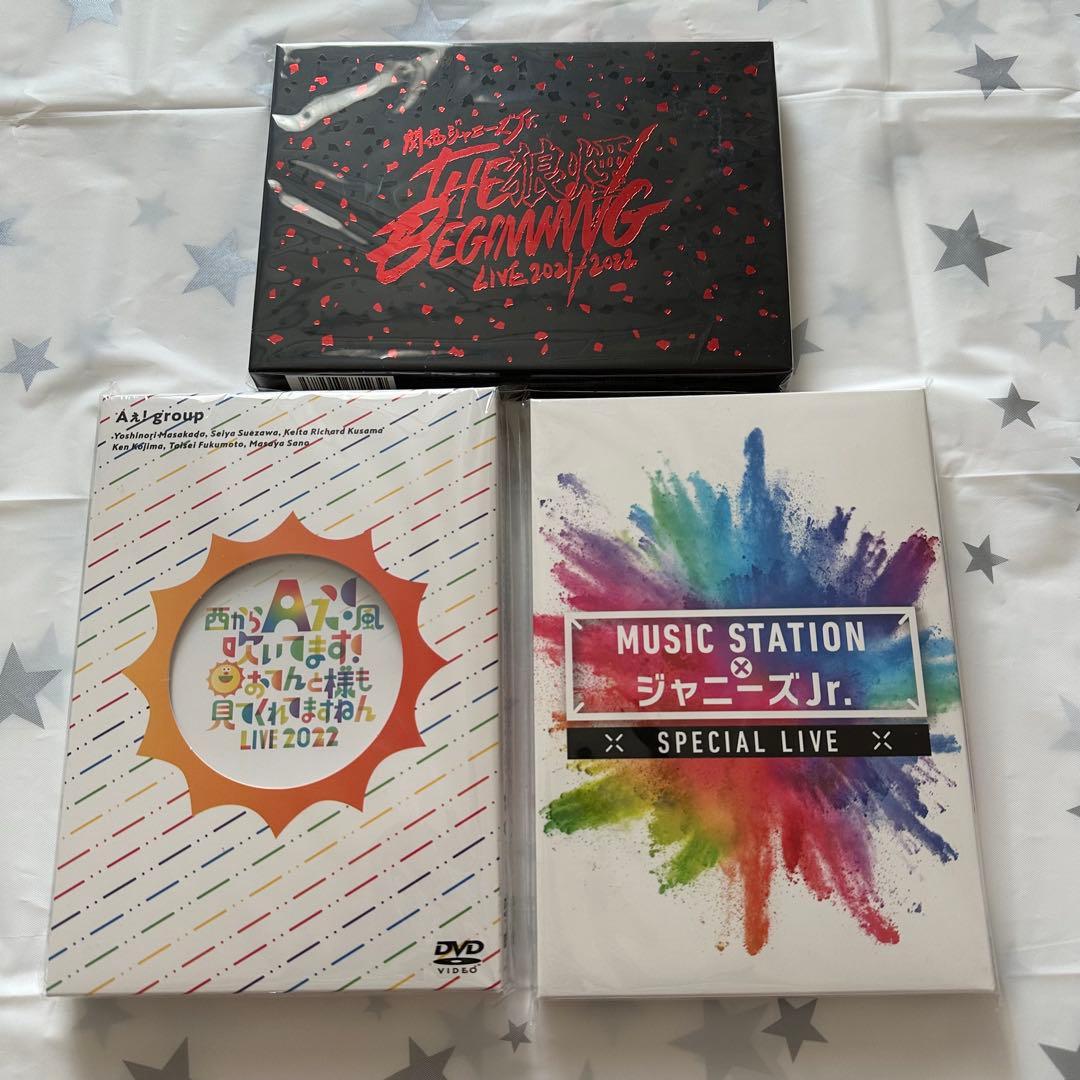 関西ジャニーズJr.
THE狼煙
BEGINNING
LIVE 2021/2022
Aぇ! group
Yoshinori Masakado, Seiya Suezawa, Keita Richard Kusama
Ken Kojima, Taisei Fukumoto, Masaya Sano
西からAぇ!風
吹いてます!
おてんと様も
見てくれてますねん
LIVE 2022
DVD
VIDEO
MUSIC STATION
×
ジャニーズJr.
SPECIAL LIVE